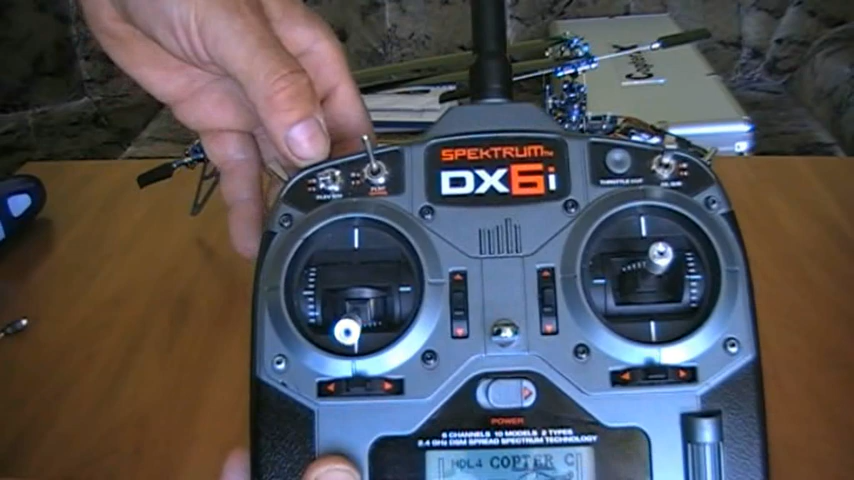 SPEKTRUM
DX6i
THROTTLE CUT
POWER
6 CHANNELS 10 MODELS 2 TYPES
2.4 GHz DSM SPREAD SPECTRUM TECHNOLOGY
MDL4 COPTER C